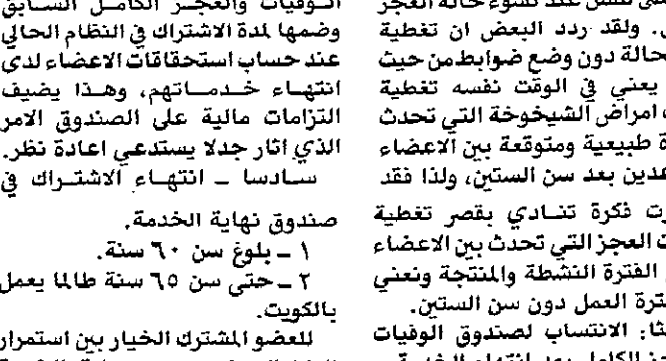 عند نشوء حالة العجز
. ولقد ردد البعض ان تغطية
حالة دون وضع ضوابط من حيث
يعني في الوقت نفسه تغطية
امراض الشيخوخة التي تحدث
ة طبيعية ومتوقعة بين الاعضاء
عدين بعد سن الستين، ولذا فقد
رت فكرة تنادي بقصر تغطية
ت العجز التي تحدث بين الاعضاء
الفترة النشطة والمنتجة ونعني
فترة العمل دون سن الستين.
ثا: الانتساب لصندوق الوفيات
الكامل بعد انتهاء الخدمة
الوفيات والعجز الكامل السابق
وضمها لمدة الاشتراك في النظام الحالي
عند حساب استحقاقات الاعضاء لدى
انتهاء خدماتهم، وهذا يضيف
التزامات مالية على الصندوق الامر
الذي اثار جدلا يستدعي اعادة نظر.
سادسا - انتهاء الاشتراك في
صندوق نهاية الخدمة.
١ - بلوغ سن ٦٠ سنة.
٢ - حتى سن ٦٥ سنة طالما يعمل
بالكويت.
للعضو المشترك الخيار بين استمرار